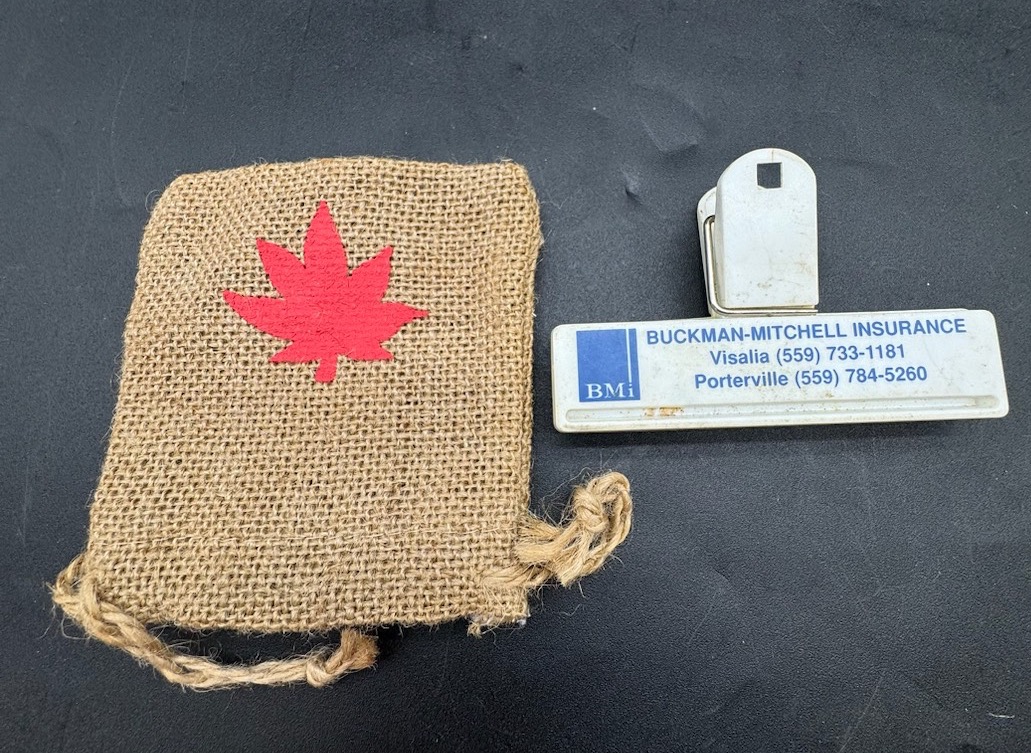 BUCKMAN-MITCHELL INSURANCE
Visalia (559) 733-1181
Porterville (559) 784-5260
BMi